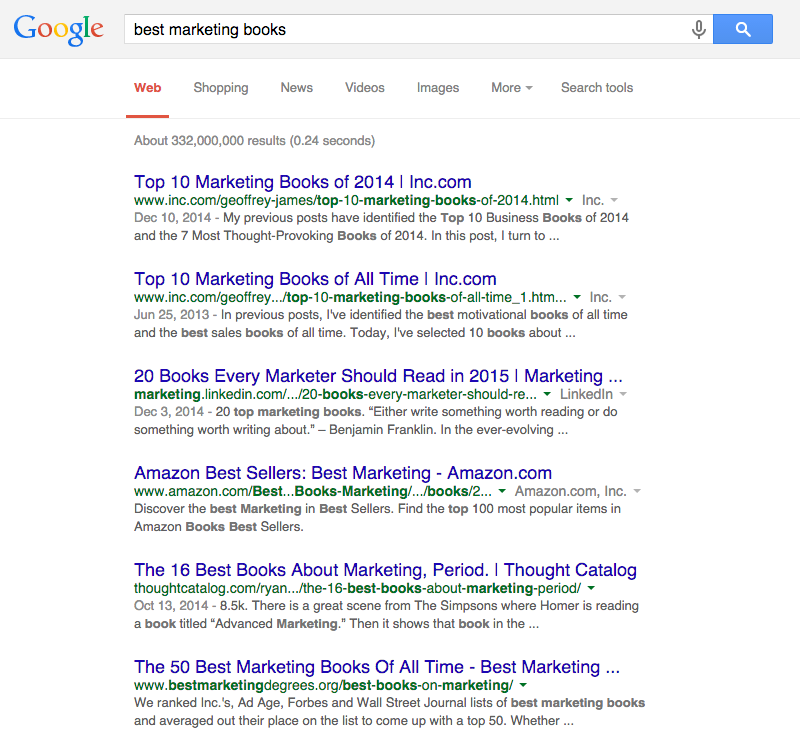 Google best marketing books
Web Shopping News Videos Images More Search tools
About 332,000,000 results (0.24 seconds)
Top 10 Marketing Books of 2014 | Inc.com
www.inc.com/geoffrey-james/top-10-marketing-books-of-2014.html Inc.
Dec 10, 2014 - My previous posts have identified the Top 10 Business Books of 2014
and the 7 Most Thought-Provoking Books of 2014. In this post, I turn to ...
Top 10 Marketing Books of All Time | Inc.com
www.inc.com/geoffrey.../top-10-marketing-books-of-all-time_1.htm... Inc.
Jun 25, 2013 - In previous posts, I've identified the best motivational books of all time
and the best sales books of all time. Today, I've selected 10 books about ...
20 Books Every Marketer Should Read in 2015 | Marketing ...
marketing.linkedin.com/.../20-books-every-marketer-should-re... LinkedIn
Dec 3, 2014 - 20 top marketing books. “Either write something worth reading or do
something worth writing about.” – Benjamin Franklin. In the ever-evolving ...
Amazon Best Sellers: Best Marketing - Amazon.com
www.amazon.com/Best...Books-Marketing/.../books/2... Amazon.com, Inc.
Discover the best Marketing in Best Sellers. Find the top 100 most popular items in
Amazon Books Best Sellers.
The 16 Best Books About Marketing, Period. | Thought Catalog
thoughtcatalog.com/ryan.../the-16-best-books-about-marketing-period/
Oct 13, 2014 - 8.5k. There is a great scene from The Simpsons where Homer is reading
a book titled “Advanced Marketing.” Then it shows that book in the ...
The 50 Best Marketing Books Of All Time - Best Marketing ...
www.bestmarketingdegrees.org/best-books-on-marketing/
We ranked Inc.'s, Ad Age, Forbes and Wall Street Journal lists of best marketing books
and averaged out their place on the list to come up with a top 50. Whether ...